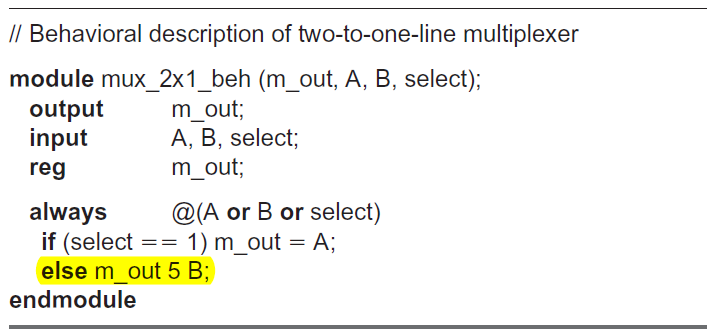 // Behavioral description of two-to-one-line multiplexer
module mux_2x1_beh (m_out, A, B, select);
output m_out;
input A, B, select;
reg m_out;
always @(A or B or select)
if (select == 1) m_out = A;
else m_out 5 B;
endmodule